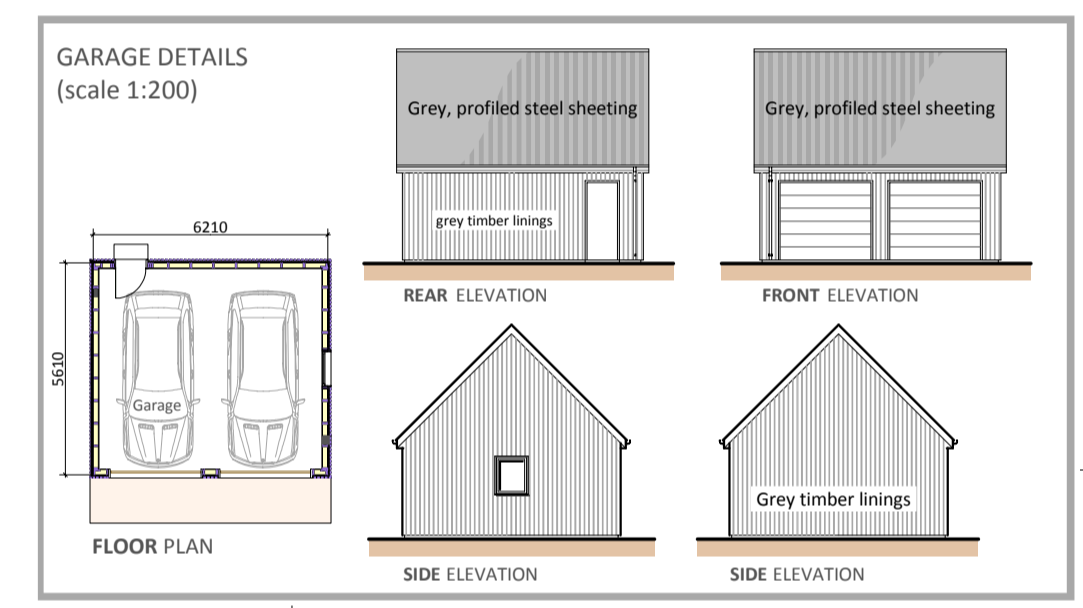 GARAGE DETAILS
(scale 1:200)
Grey, profiled steel sheeting
Grey, profiled steel sheeting
grey timber linings
REAR ELEVATION
FRONT ELEVATION
6210
5610
Garage
FLOOR PLAN
SIDE ELEVATION
Grey timber linings
SIDE ELEVATION